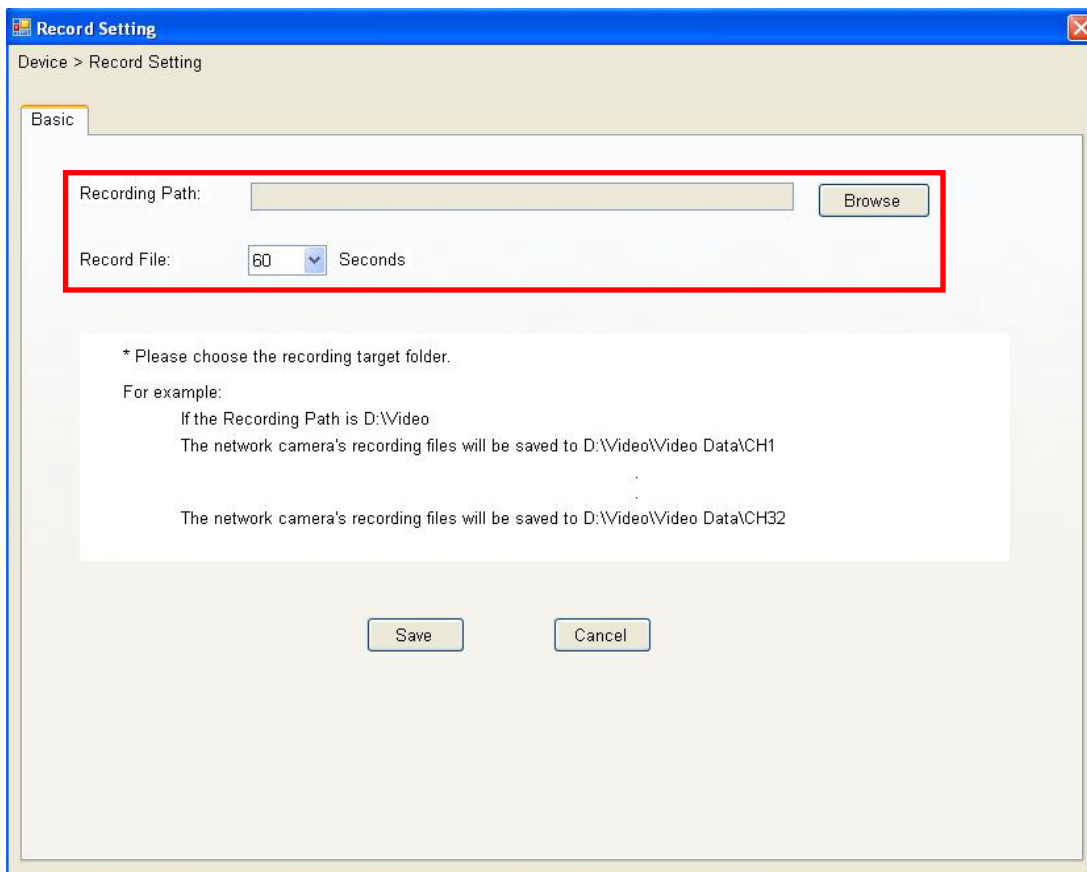 Record Setting
Device > Record Setting
Basic
Recording Path:
Browse
Record File: 60 Seconds
* Please choose the recording target folder.
For example:
If the Recording Path is D:\Video
The network camera's recording files will be saved to D:\Video\Video Data\CH1
.
.
The network camera's recording files will be saved to D:\Video\Video Data\CH32
Save Cancel